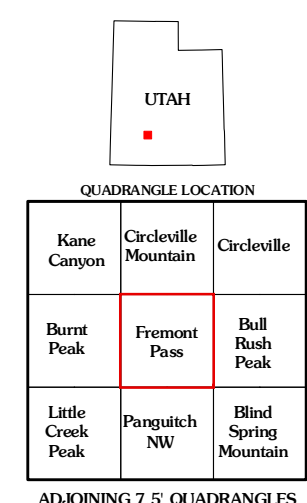 UTAH
QUADRANGLE LOCATION
Kane
Canyon
Circleville
Mountain
Circleville
Burnt
Peak
Fremont
Pass
Bull
Rush
Peak
Little
Creek
Peak
Panguitch
NW
Blind
Spring
Mountain
ADJOINING 7.5' QUADRANGLES